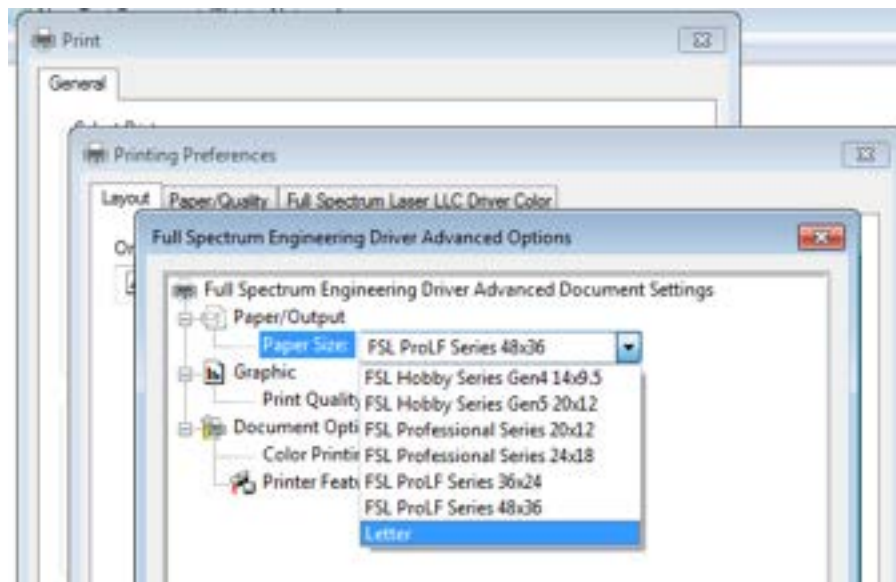 Print
General
Printing Preferences
Layout
Paper/Quality
Full Spectrum Laser LLC Driver Color
Full Spectrum Engineering Driver Advanced Options
Full Spectrum Engineering Driver Advanced Document Settings
Paper/Output
Paper Size: FSL ProLF Series 48x36
FSL Hobby Series Gen4 14x9.5
Graphic
FSL Hobby Series Gen5 20x12
Print Quality
FSL Professional Series 20x12
Document Opti
FSL Professional Series 24x18
Color Printin
FSL ProLF Series 36x24
Printer Featu
FSL ProLF Series 48x36
Letter